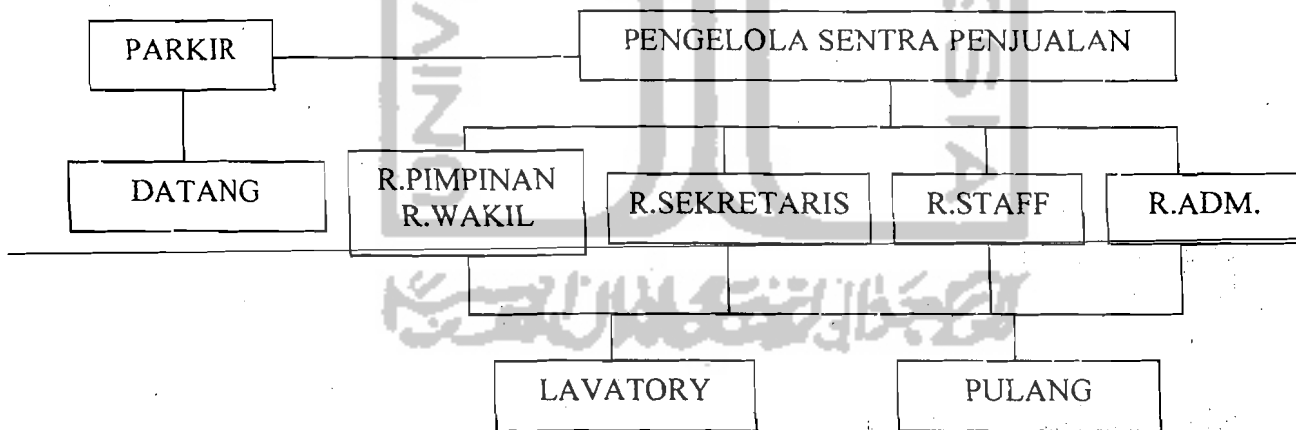 PARKIR
PENGELOLA SENTRA PENJUALAN
DATANG
R.PIMPINAN
R.WAKIL
R.SEKRETARIS
R.STAFF
R.ADM.
LAVATORY
PULANG